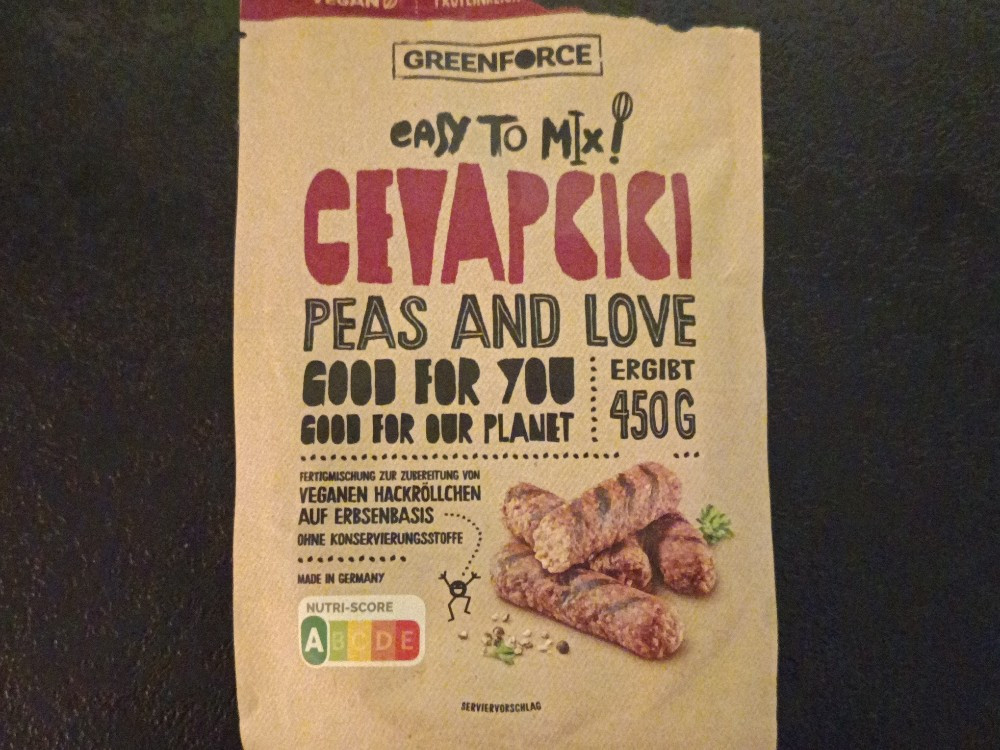 VEGAN
GREENFORCE
EASY TO MIX!
CEVAPCICI
PEAS AND LOVE
GOOD FOR YOU
GOOD FOR OUR PLANET
ERGIBT
450 G
FERTIGMISCHUNG ZUR ZUBEREITUNG VON
VEGANEN HACKRÖLLCHEN
AUF ERBSENBASIS
OHNE KONSERVIERUNGSSTOFFE
MADE IN GERMANY
NUTRI-SCORE
A B C D E
SERVIERVORSCHLAG